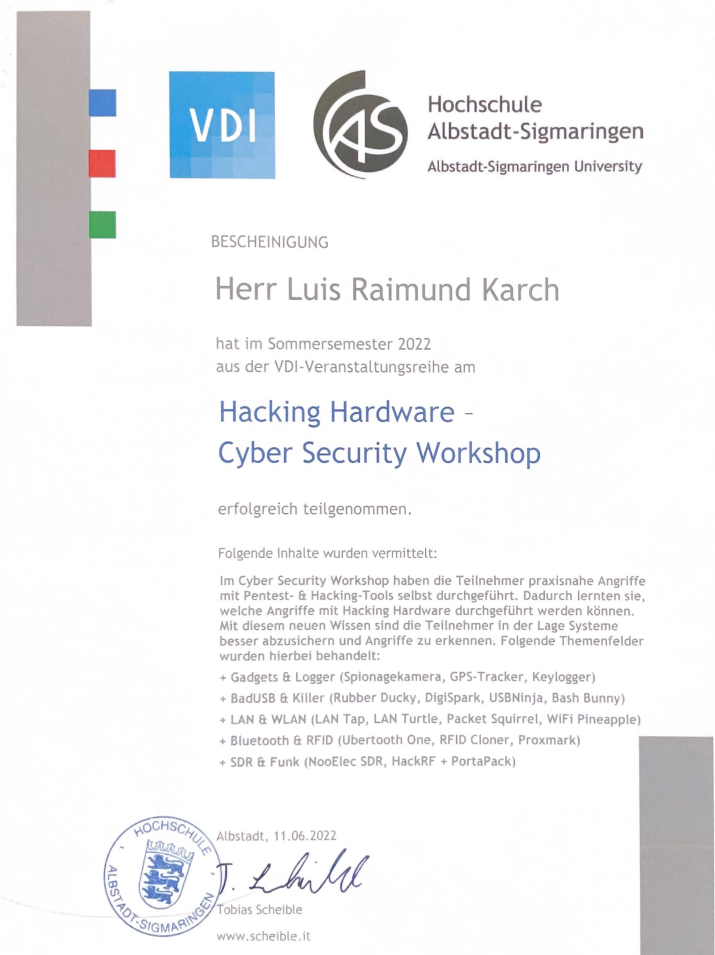 VDI
AS
Hochschule
Albstadt-Sigmaringen
Albstadt-Sigmaringen University
BESCHEINIGUNG
Herr Luis Raimund Karch
hat im Sommersemester 2022
aus der VDI-Veranstaltungsreihe am
Hacking Hardware –
Cyber Security Workshop
erfolgreich teilgenommen.
Folgende Inhalte wurden vermittelt:
Im Cyber Security Workshop haben die Teilnehmer praxisnahe Angriffe
mit Pentest- & Hacking-Tools selbst durchgeführt. Dadurch lernten sie,
welche Angriffe mit Hacking Hardware durchgeführt werden können.
Mit diesem neuen Wissen sind die Teilnehmer in der Lage Systeme
besser abzusichern und Angriffe zu erkennen. Folgende Themenfelder
wurden hierbei behandelt:
+ Gadgets & Logger (Spionagekamera, GPS-Tracker, Keylogger)
+ BadUSB & Killer (Rubber Ducky, DigiSpark, USBNinja, Bash Bunny)
+ LAN & WLAN (LAN Tap, LAN Turtle, Packet Squirrel, WiFi Pineapple)
+ Bluetooth & RFID (Ubertooth One, RFID Cloner, Proxmark)
+ SDR & Funk (NooElec SDR, HackRF + PortaPack)
HOCHSCHULE
ALBSTADT-SIGMARINGEN
Albstadt, 11.06.2022
T. Scheible
Tobias Scheible
www.scheible.it